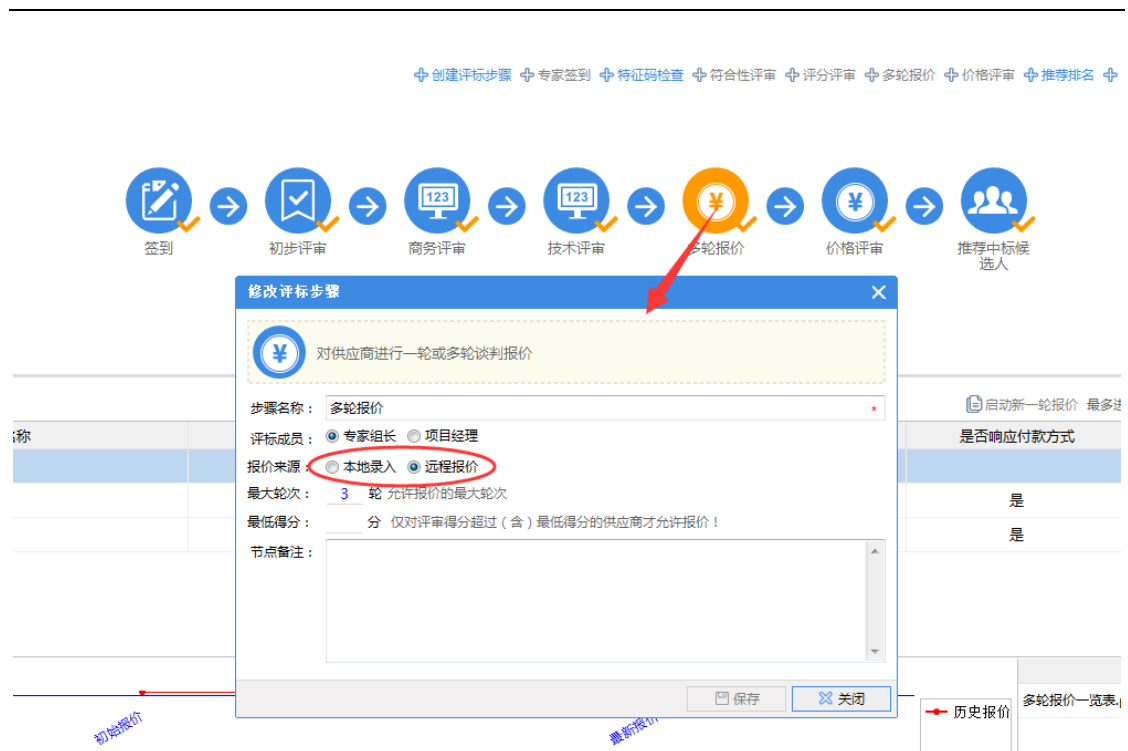 创建评标步骤 专家签到 特征码检查 符合性评审 评分评审 多轮报价 价格评审 推荐排名
123 123 ¥ ¥
签到 初步评审 商务评审 技术评审 多轮报价 价格评审 推荐中标候
选人
修改评标步骤
¥ 对供应商进行一轮或多轮谈判报价
步骤名称： 多轮报价 *
启动新一轮报价 最多进
评标成员： 专家组长 项目经理
称 是否响应付款方式
报价来源： 本地录入 远程报价
最大轮次： 3 轮 允许报价的最大轮次
是
最低得分： 分 仅对评审得分超过（含）最低得分的供应商才允许报价！
是
节点备注：
保存 关闭
多轮报价一览表.
历史报价
初始报价 最新报价